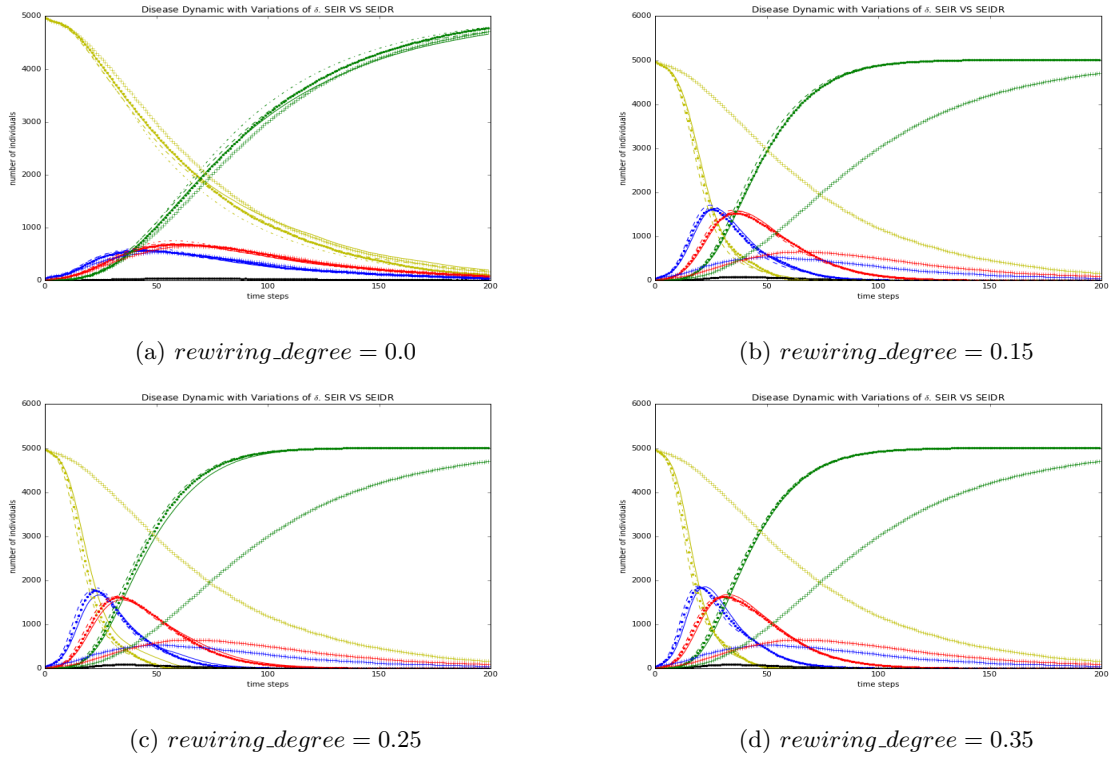 Disease Dynamic with Variations of δ. SEIR VS SEIDR
number of individuals
5000
4000
3000
2000
1000
0
0 50 100 150 200
time steps
(a) rewiring_degree = 0.0
Disease Dynamic with Variations of δ. SEIR VS SEIDR
number of individuals
6000
5000
4000
3000
2000
1000
0
0 50 100 150 200
time steps
(b) rewiring_degree = 0.15
Disease Dynamic with Variations of δ. SEIR VS SEIDR
number of individuals
6000
5000
4000
3000
2000
1000
0
0 50 100 150 200
time steps
(c) rewiring_degree = 0.25
Disease Dynamic with Variations of δ. SEIR VS SEIDR
number of individuals
6000
5000
4000
3000
2000
1000
0
0 50 100 150 200
time steps
(d) rewiring_degree = 0.35